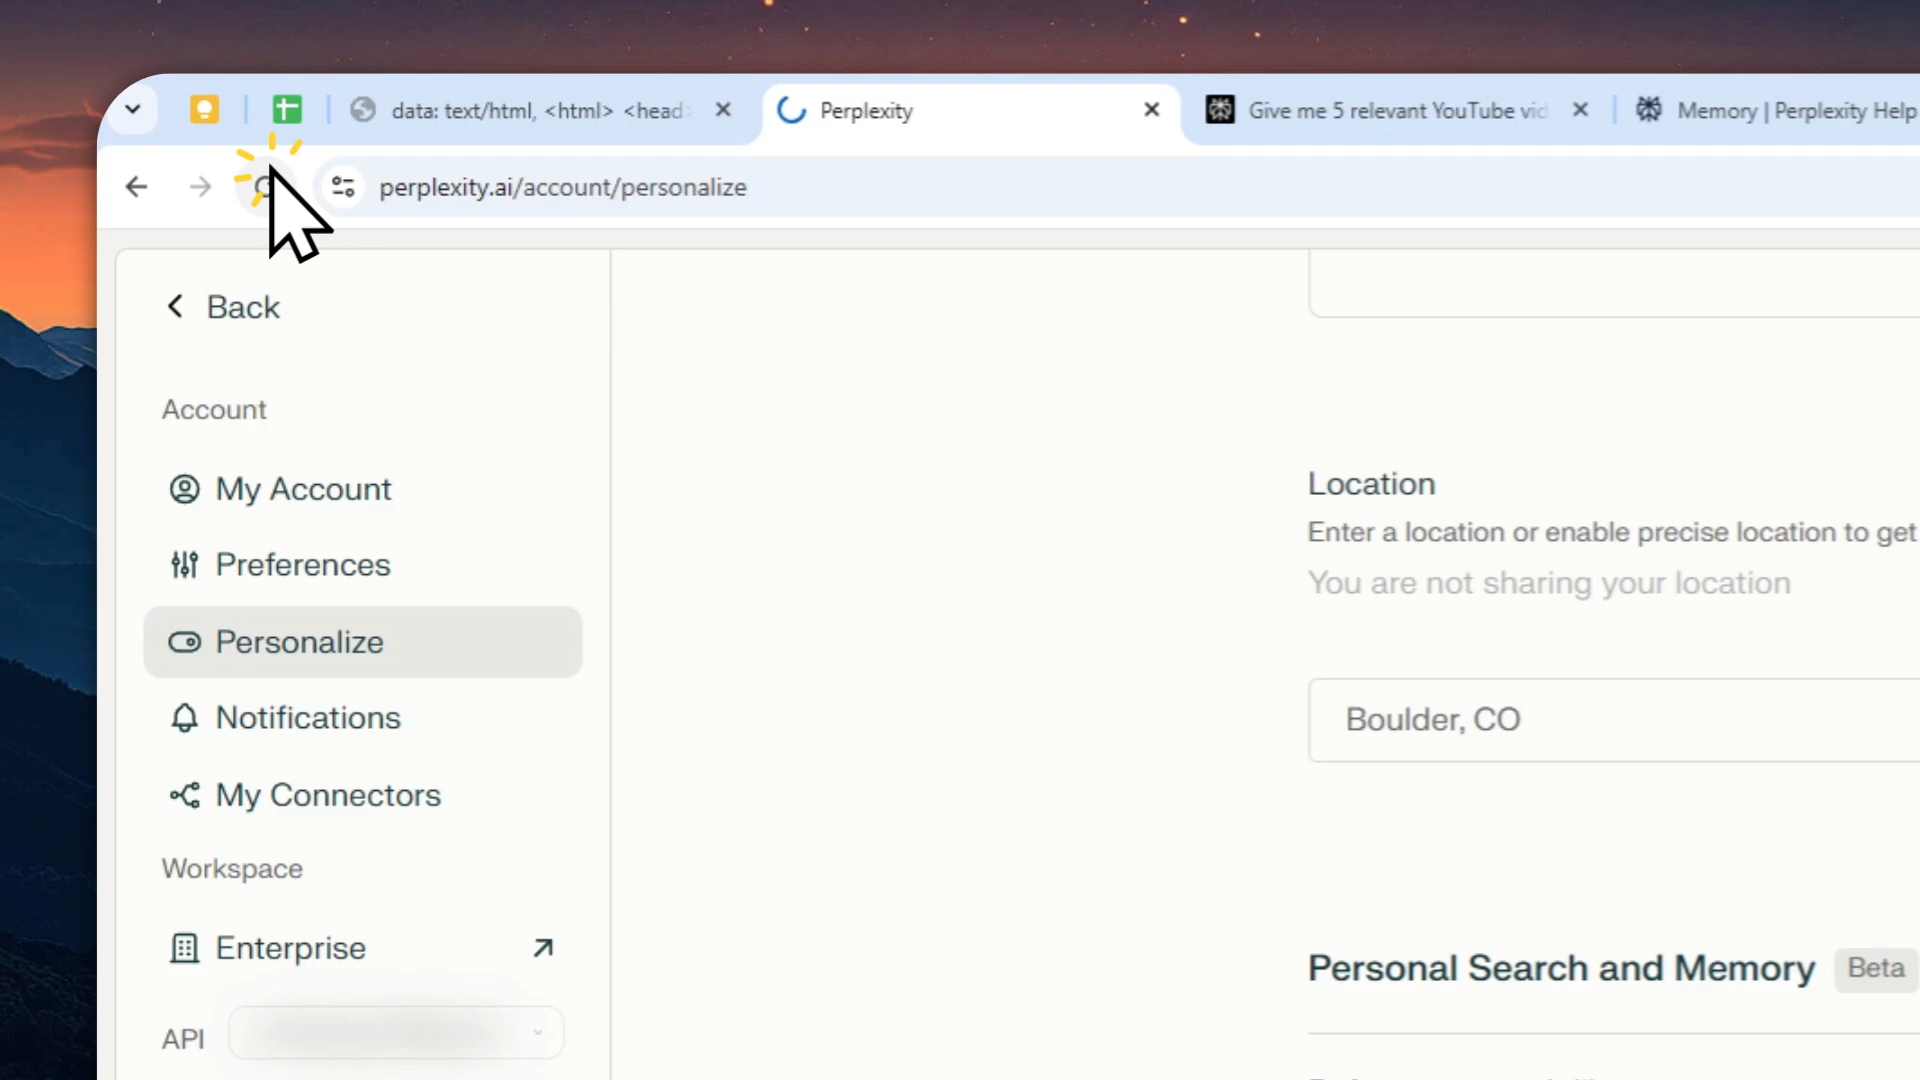 data: text/html, <html> <head>
Perplexity
Give me 5 relevant YouTube vid
Memory | Perplexity Help
perplexity.ai/account/personalize
Back
Account
My Account
Preferences
Personalize
Notifications
My Connectors
Workspace
Enterprise
API
Location
Enter a location or enable precise location to get
You are not sharing your location
Boulder, CO
Personal Search and Memory Beta